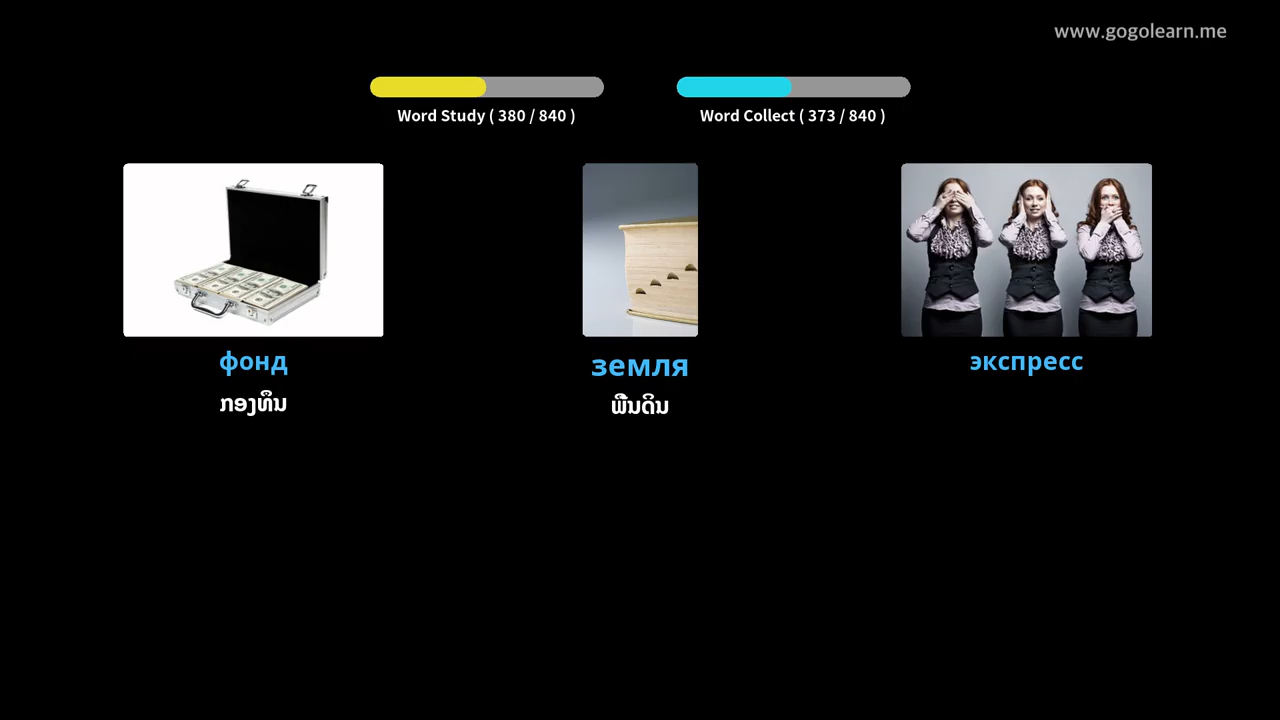 www.gogolearn.me
Word Study ( 380 / 840 )
Word Collect ( 373 / 840 )
фонд
ກອງທຶນ
земля
ພື້ນດິນ
экспресс